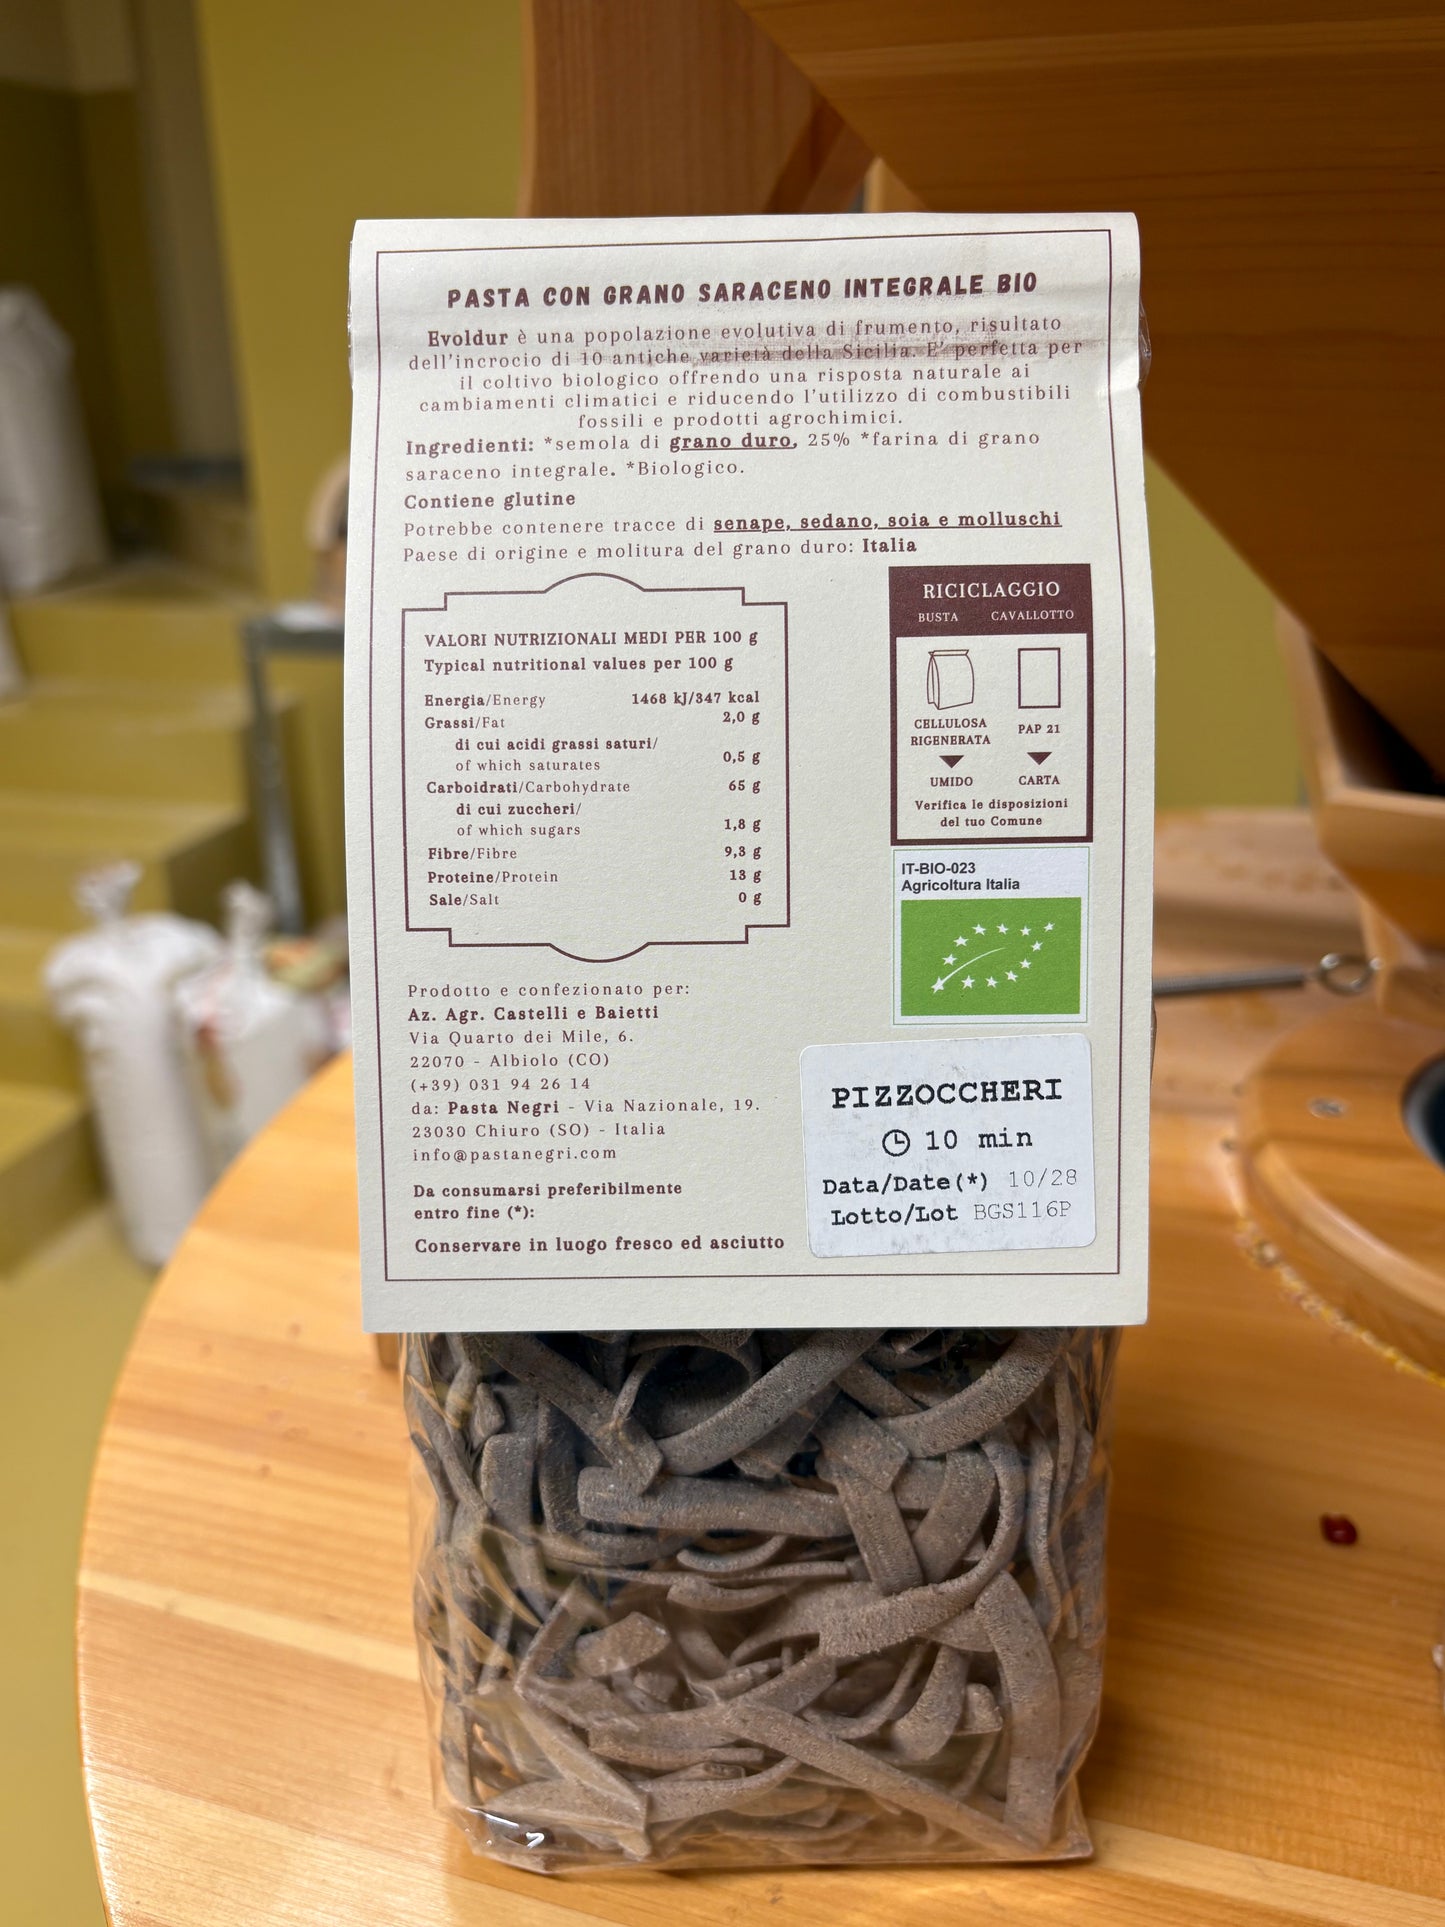 PASTA CON GRANO SARACENO INTEGRALE BIO
Evoldur è una popolazione evolutiva di frumento, risultato
dell'incrocio di 10 antiche varietà della Sicilia. E' perfetta per
il coltivo biologico offrendo una risposta naturale ai
cambiamenti climatici e riducendo l'utilizzo di combustibili
fossili e prodotti agrochimici.
Ingredienti: *semola di grano duro, 25% *farina di grano
saraceno integrale. *Biologico.
Contiene glutine
Potrebbe contenere tracce di senape, sedano, soia e molluschi
Paese di origine e molitura del grano duro: Italia
VALORI NUTRIZIONALI MEDI PER 100 g
Typical nutritional values per 100 g
Energia/Energy 1468 kJ/347 kcal
Grassi/Fat 2,0 g
di cui acidi grassi saturi/
of which saturates 0,5 g
Carboidrati/Carbohydrate 65 g
di cui zuccheri/
of which sugars 1,8 g
Fibre/Fibre 9,3 g
Proteine/Protein 13 g
Sale/Salt 0 g
RICICLAGGIO
BUSTA CAVALLOTTO
CELLULOSA
RIGENERATA
PAP 21
UMIDO CARTA
Verifica le disposizioni
del tuo Comune
IT-BIO-023
Agricoltura Italia
Prodotto e confezionato per:
Az. Agr. Castelli e Baietti
Via Quarto dei Mile, 6.
22070 - Albiolo (CO)
(+39) 031 94 26 14
da: Pasta Negri - Via Nazionale, 19.
23030 Chiuro (SO) - Italia
info@pastanegri.com
Da consumarsi preferibilmente
entro fine (*):
Conservare in luogo fresco ed asciutto
PIZZOCCHERI
10 min
Data/Date(*) 10/28
Lotto/Lot BGS116P